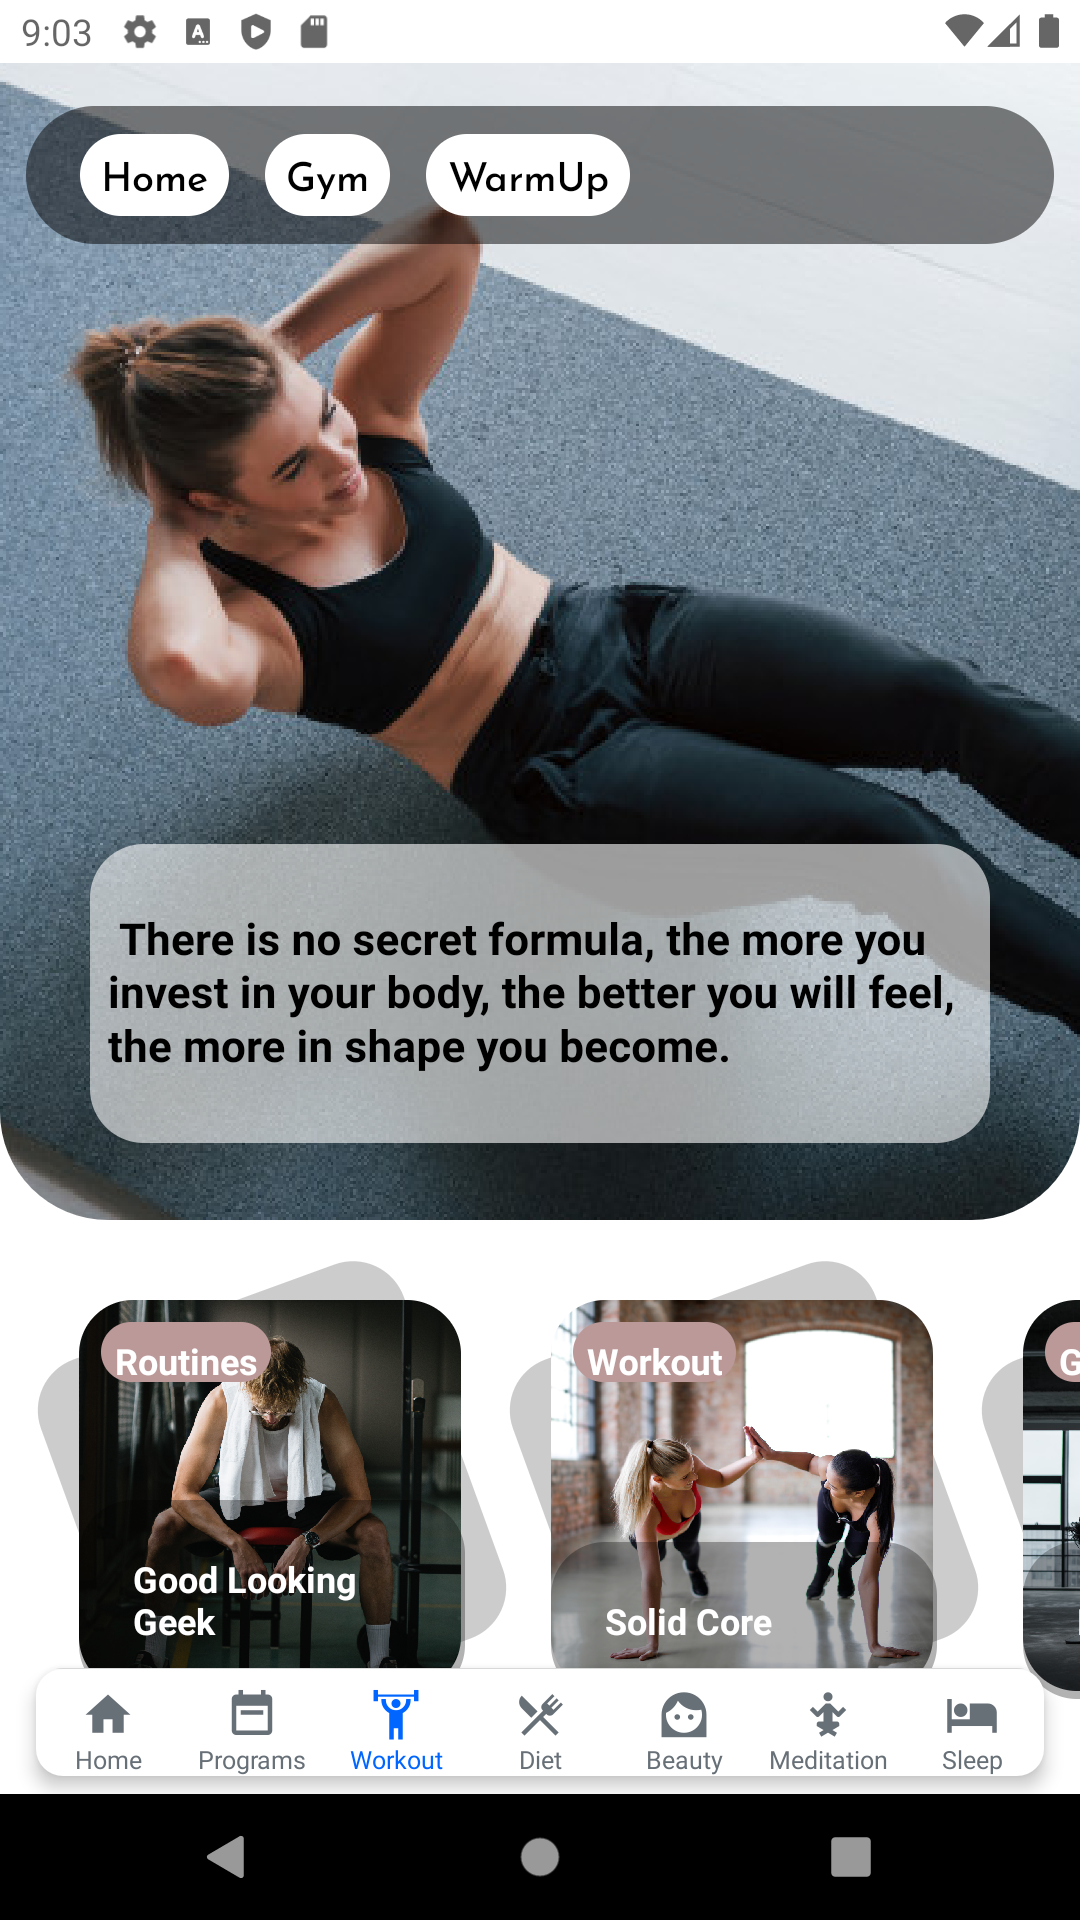 9:03
Home Gym WarmUp
There is no secret formula, the more you
invest in your body, the better you will feel,
the more in shape you become.
Routines
Good Looking
Geek
Workout
Solid Core
G
Home Programs Workout Diet Beauty Meditation Sleep